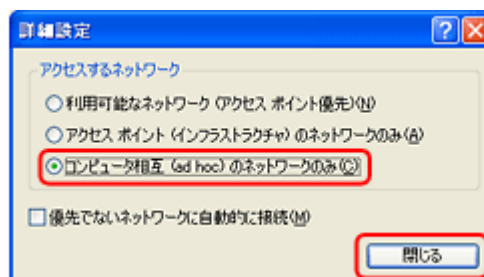 詳細設定
アクセスするネットワーク
利用可能なネットワーク (アクセス ポイント優先)(N)
アクセス ポイント (インフラストラクチャ) のネットワークのみ(A)
コンピュータ相互 (ad hoc) のネットワークのみ(C)
優先でないネットワークに自動的に接続(M)
閉じる